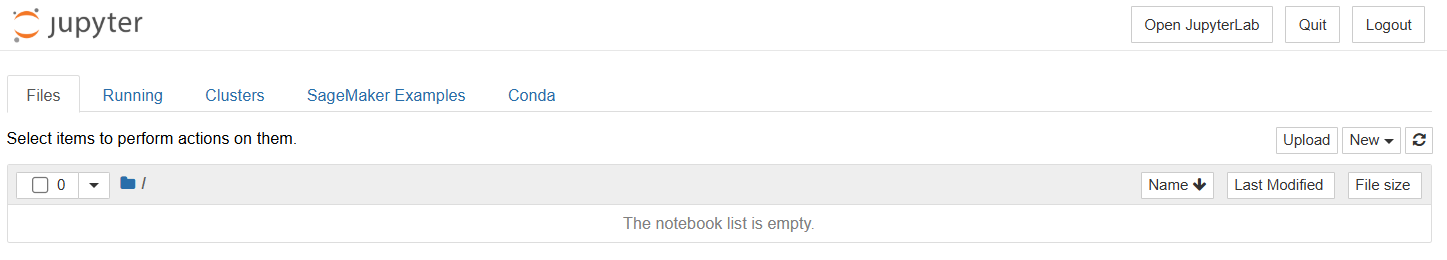 jupyter Open JupyterLab Quit Logout
Files Running Clusters SageMaker Examples Conda
Select items to perform actions on them. Upload New
0 / Name Last Modified File size
The notebook list is empty.